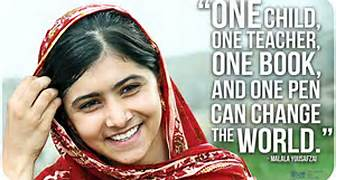 “ONE CHILD,
ONE TEACHER,
ONE BOOK,
AND ONE PEN
CAN CHANGE
THE WORLD.”
- MALALA YOUSAFZAI